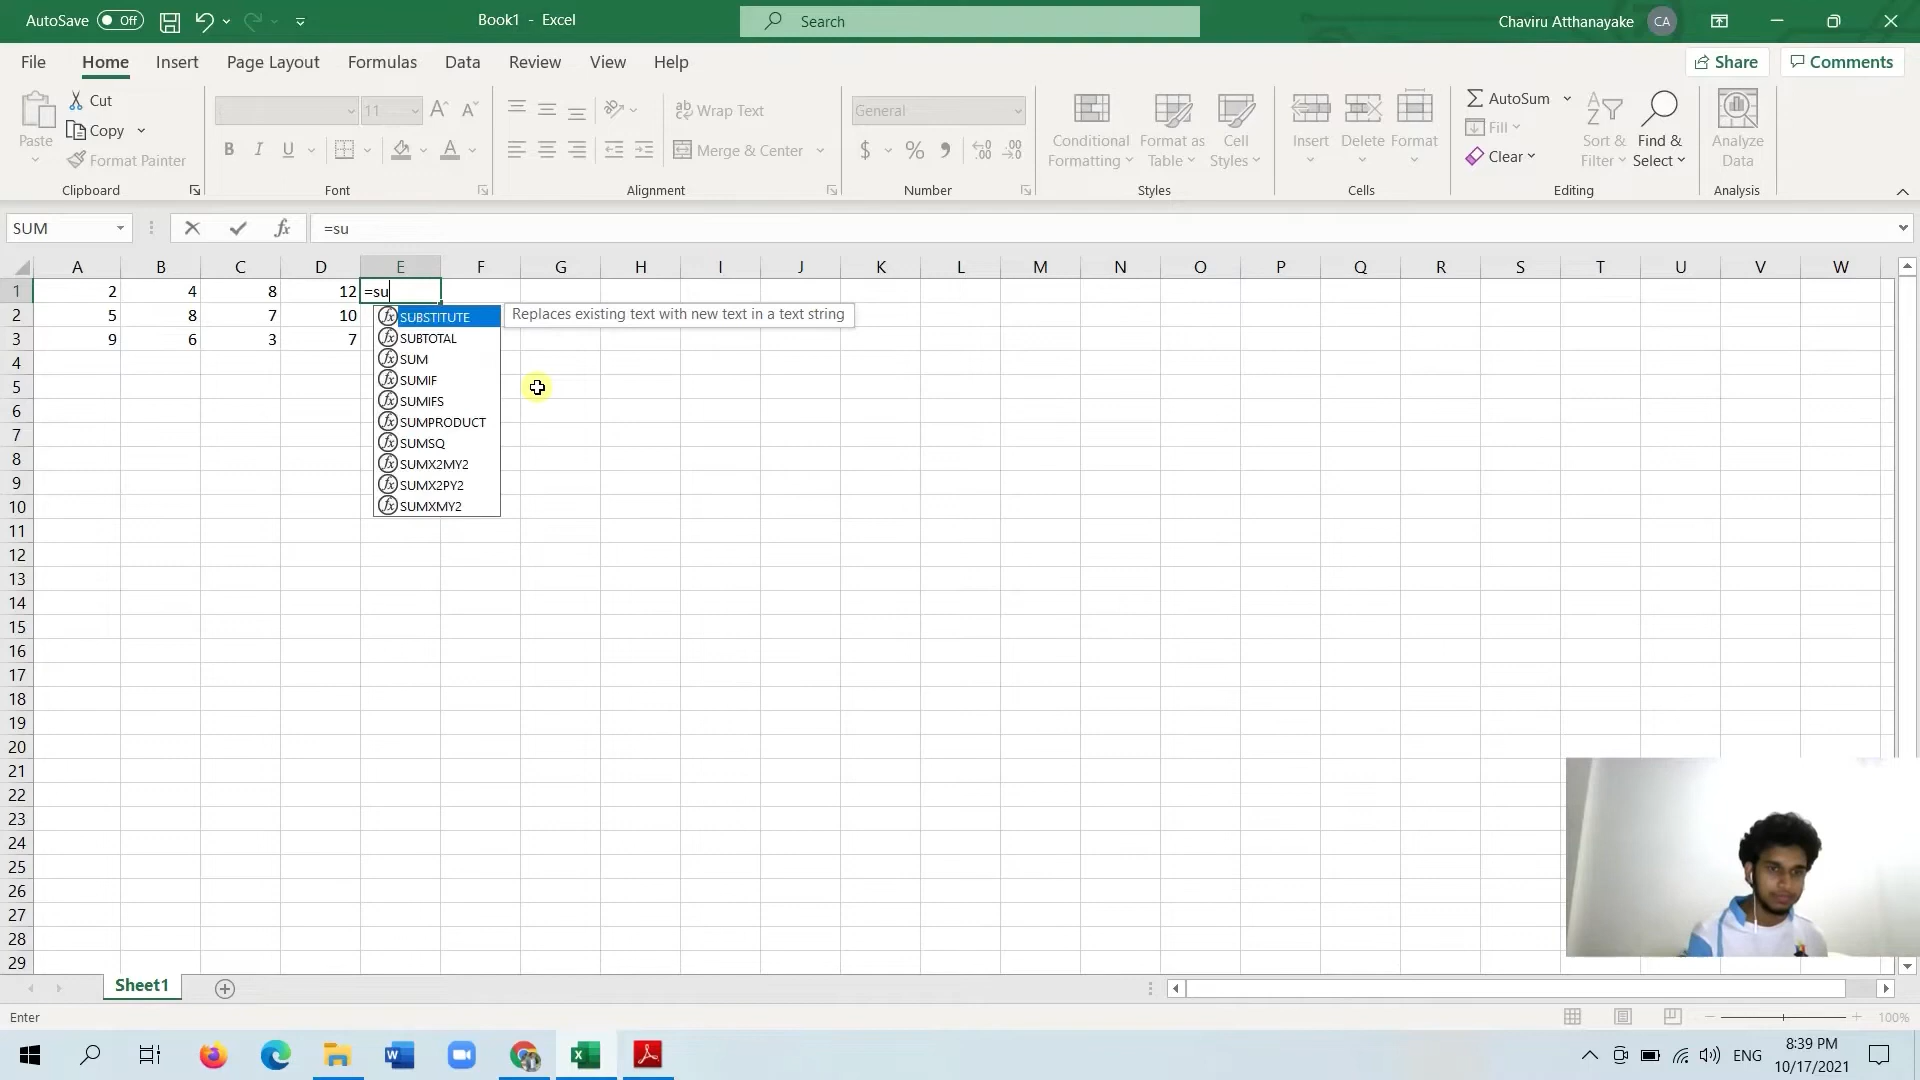 AutoSave Off
Book1 - Excel
Search
Chaviru Atthanayake CA
File Home Insert Page Layout Formulas Data Review View Help
Share Comments
Paste
Cut
Copy
Format Painter
Clipboard
11
B I U
A
Font
ab Wrap Text
Merge & Center
Alignment
General
$ % 9
Number
Conditional Formatting
Format as Table
Cell Styles
Styles
Insert Delete Format
Cells
AutoSum
Fill
Clear
Sort & Filter
Find & Select
Editing
Analyze Data
Analysis
SUM fx =su
A B C D E F G H I J K L M N O P Q R S T U V W
1 2 4 8 12 =su
2 5 8 7 10
3 9 6 3 7
SUBSTITUTE Replaces existing text with new text in a text string
SUBTOTAL
SUM
SUMIF
SUMIFS
SUMPRODUCT
SUMSQ
SUMX2MY2
SUMX2PY2
SUMXMY2
4
5
6
7
8
9
10
11
12
13
14
15
16
17
18
19
20
21
22
23
24
25
26
27
28
29
Sheet1
Enter
100%
ENG
8:39 PM
10/17/2021